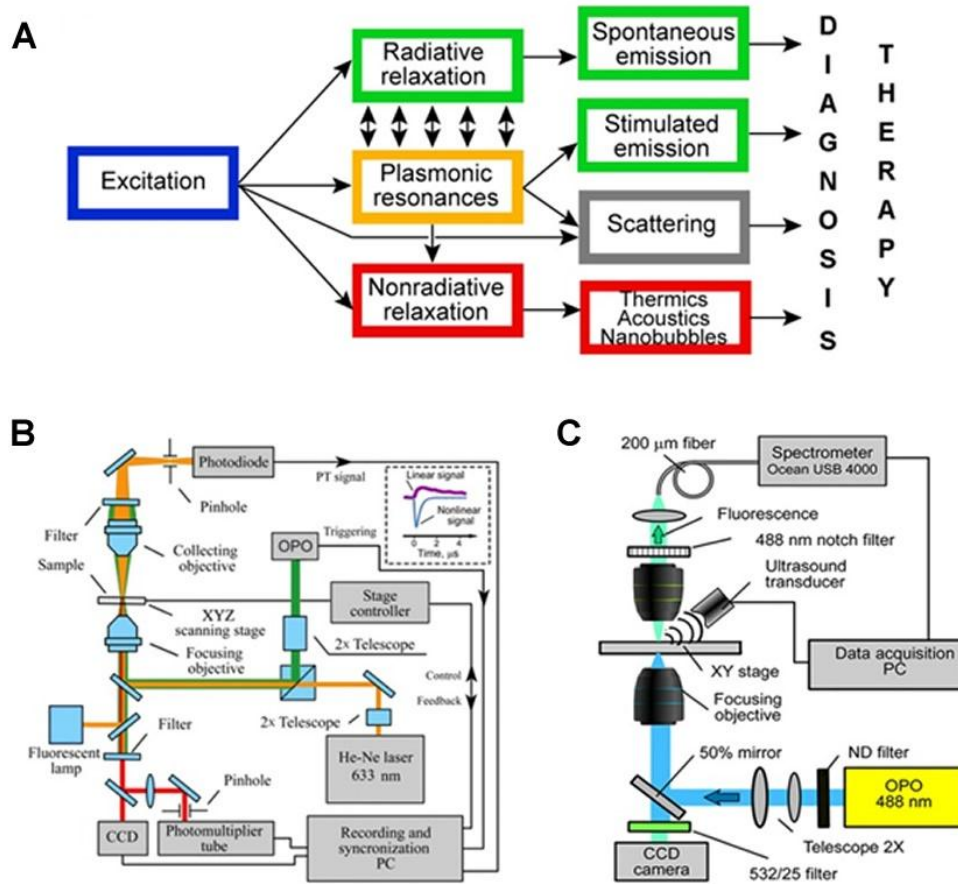 A
Excitation
Radiative
relaxation
Plasmonic
resonances
Nonradiative
relaxation
Spontaneous
emission
Stimulated
emission
Scattering
Thermics
Acoustics
Nanobubbles
DIAGNOSIS
THERAPY
B
Photodiode
PT signal
Pinhole
Filter
Collecting
objective
Sample
XYZ
scanning stage
Focusing
objective
OPO
Triggering
Linear signal
Nonlinear
signal
0 2 4
Time, μs
Stage
controller
2x Telescope
Control
Feedback
2x Telescope
He-Ne laser
633 nm
Fluorescent
lamp
Filter
Pinhole
CCD
Photomultiplier
tube
Recording and
syncronization
PC
C
200 μm fiber
Spectrometer
Ocean USB 4000
Fluorescence
488 nm notch filter
Ultrasound
transducer
XY stage
Data acquisition
PC
Focusing
objective
50% mirror
ND filter
OPO
488 nm
Telescope 2X
CCD
camera
532/25 filter